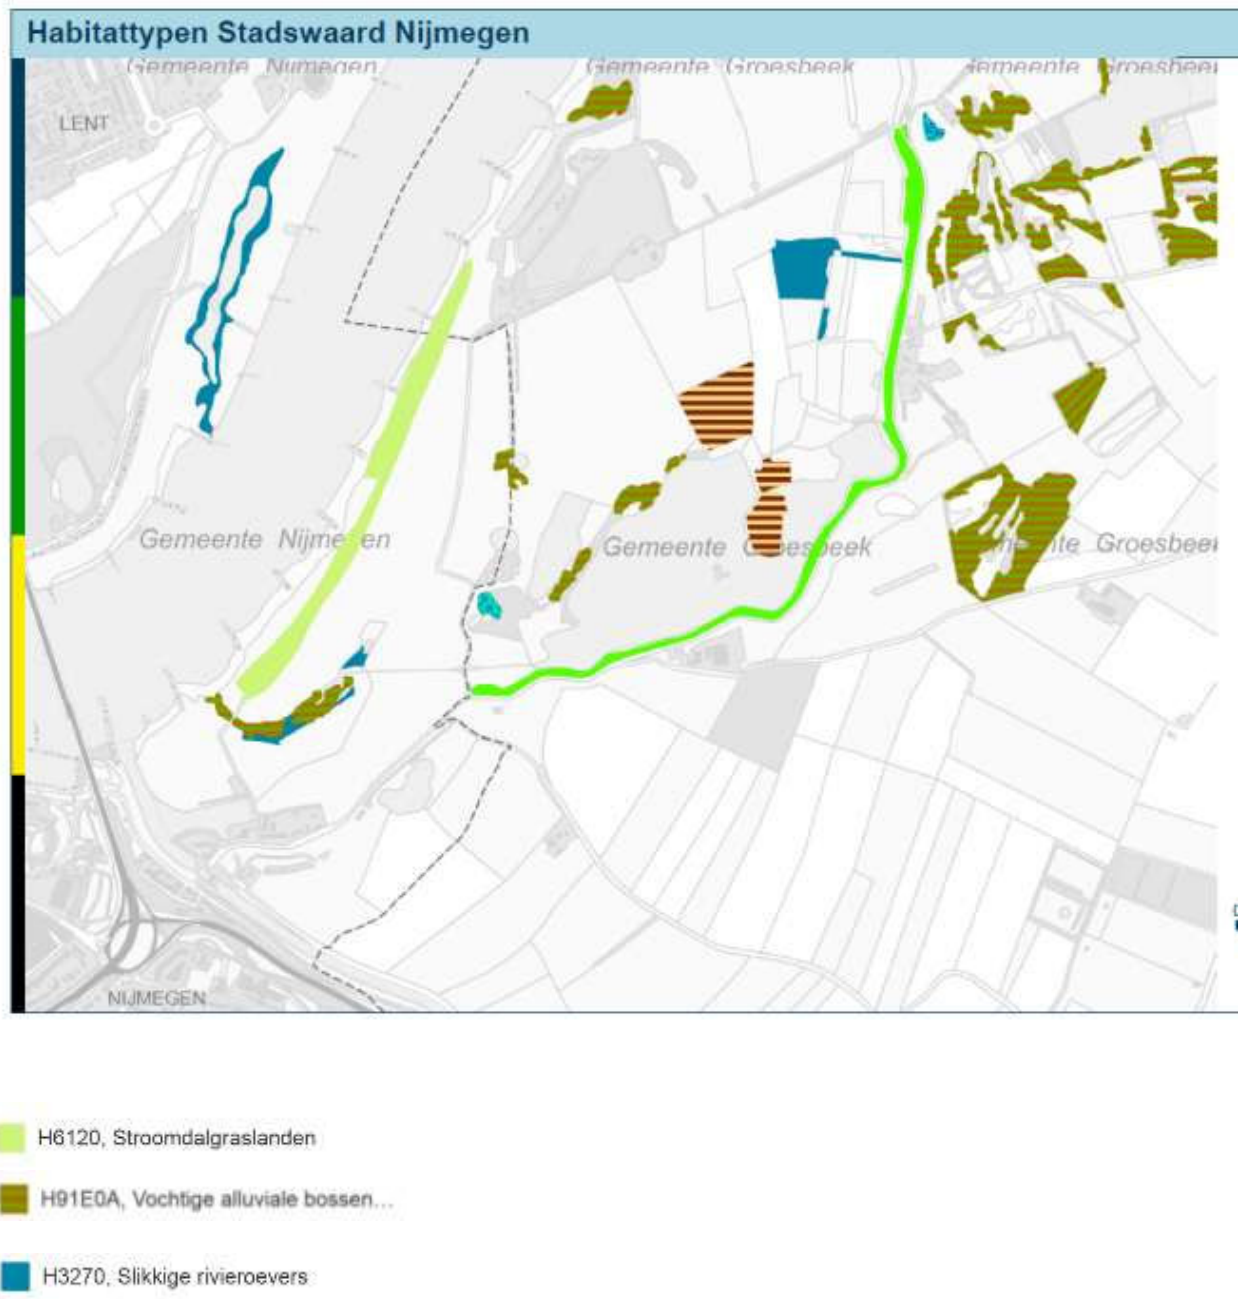 Habitattypen Stadswaard Nijmegen
Gemeente Nijmegen
Gemeente Groesbeek
Gemeente Groesbeek
LENT
Gemeente Nijmegen
Gemeente Groesbeek
Gemeente Groesbeek
NIJMEGEN
H6120, Stroomdalgraslanden
H91E0A, Vochtige alluviale bossen...
H3270, Slikkige rivieroevers